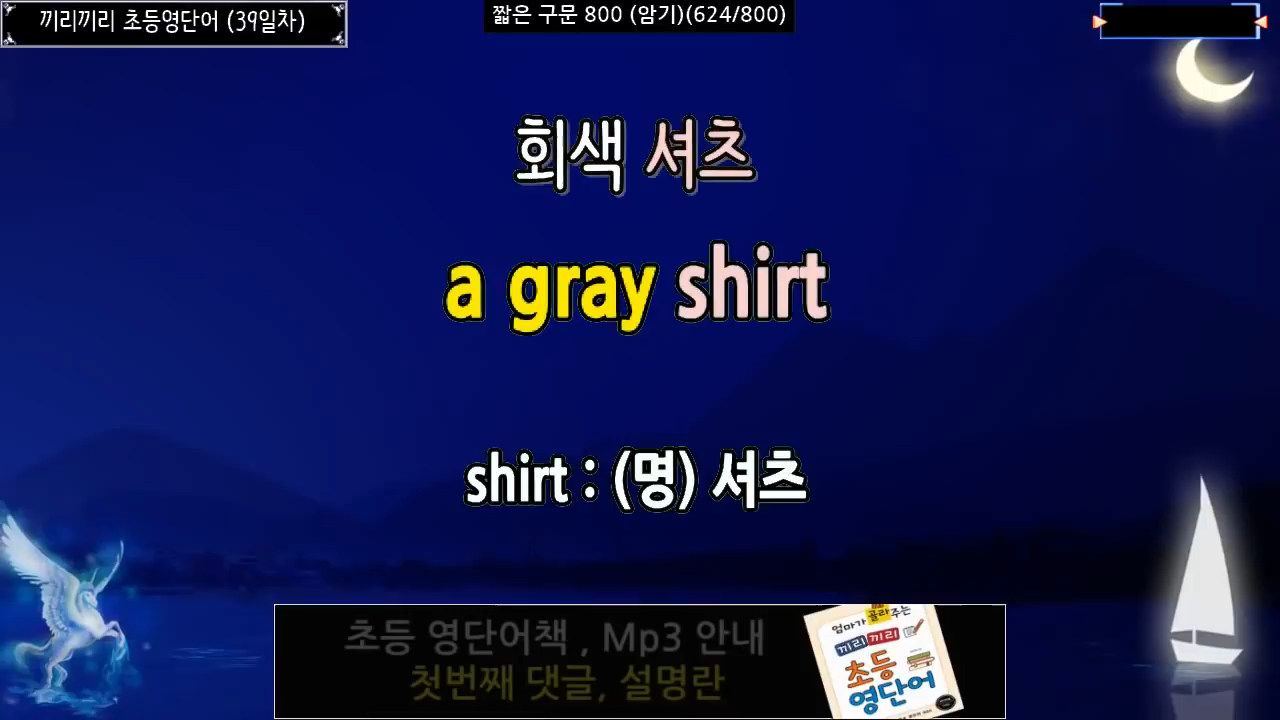 끼리끼리 초등영단어 (39일차)
짧은 구문 800 (암기)(624/800)
회색 셔츠
a gray shirt
shirt : (명) 셔츠
초등 영단어책 , Mp3 안내
첫번째 댓글, 설명란
엄마가 골라주는
끼리끼리
초등
영단어